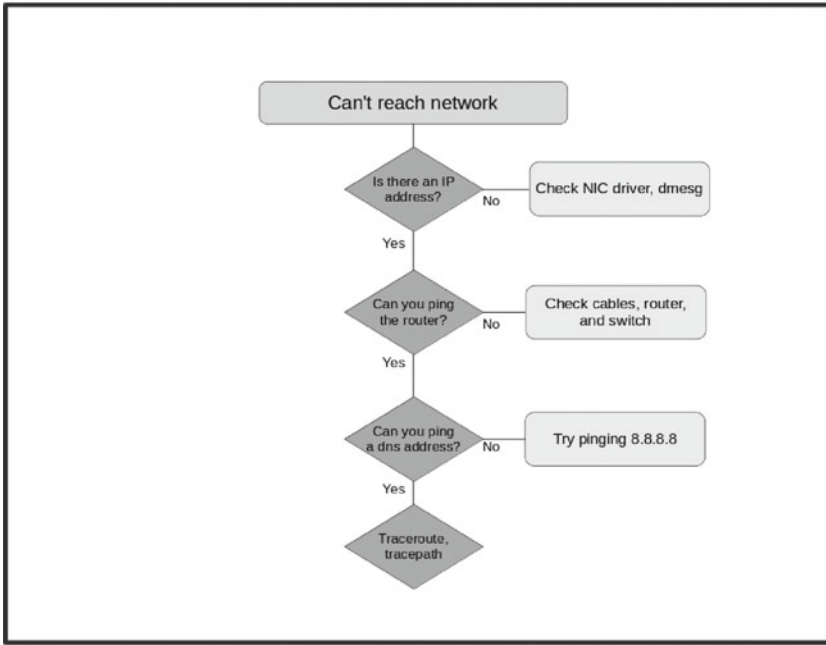 Can't reach network
Is there an IP
address?
No
Check NIC driver, dmesg
Yes
Can you ping
the router?
No
Check cables, router,
and switch
Yes
Can you ping
a dns address?
No
Try pinging 8.8.8.8
Yes
Traceroute,
tracepath